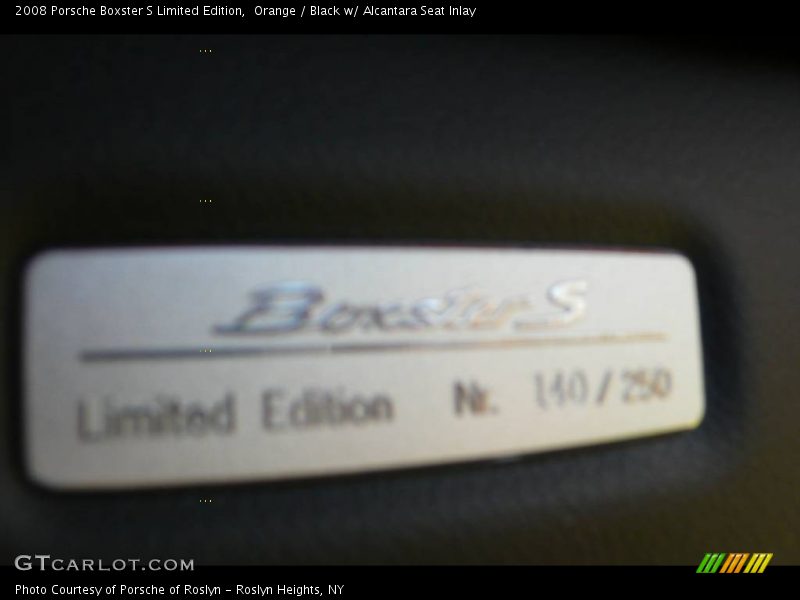 2008 Porsche Boxster S Limited Edition,  Orange / Black w/ Alcantara Seat Inlay
Boxster S
Limited Edition Nr. 140/250
GTCARLOT.COM
Photo Courtesy of Porsche of Roslyn - Roslyn Heights, NY